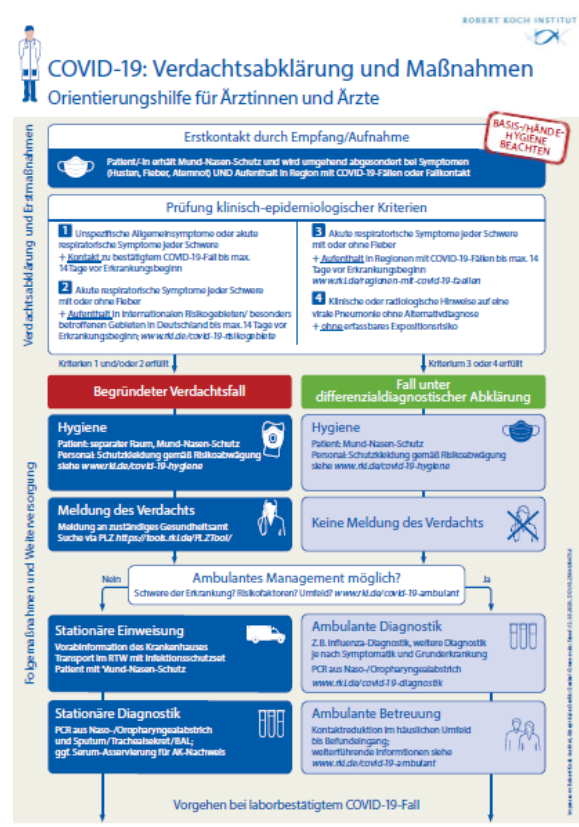 ROBERT KOCH INSTITUT
COVID-19: Verdachtsabklärung und Maßnahmen
Orientierungshilfe für Ärztinnen und Ärzte
BASIS-/HÄNDE-
HYGIENE
BEACHTEN
Verdachtsabklärung und Erstmaßnahmen
Erstkontakt durch Empfang/Aufnahme
Patient/-in erhält Mund-Nasen-Schutz und wird umgehend abgesondert bei Symptomen
(Husten, Fieber, Atemnot) UND Aufenthalt in Region mit COVID-19-Fällen oder Fallkontakt
Prüfung klinisch-epidemiologischer Kriterien
1 Unspezifische Allgemeinsymptome oder akute
respiratorische Symptome jeder Schwere
+ Kontakt zu bestätigtem COVID-19-Fall bis max.
14 Tage vor Erkrankungsbeginn
2 Akute respiratorische Symptome jeder Schwere
mit oder ohne Fieber
+ Aufenthalt in internationalen Risikogebieten/ besonders
betroffenen Gebieten in Deutschland bis max. 14 Tage vor
Erkrankungsbeginn; www.rki.de/covid-19-risikogebiete
3 Akute respiratorische Symptome jeder Schwere
mit oder ohne Fieber
+ Aufenthalt in Regionen mit COVID-19-Fällen bis max. 14
Tage vor Erkrankungsbeginn
www.rki.de/regionen-mit-covid-19-faellen
4 Klinische oder radiologische Hinweise auf eine
virale Pneumonie ohne Alternativdiagnose
+ ohne erfassbares Expositionsrisiko
Kriterien 1 und/oder 2 erfüllt
Kriterium 3 oder 4 erfüllt
Begründeter Verdachtsfall
Fall unter
differenzialdiagnostischer Abklärung
Folgemaßnahmen und Weiterversorgung
Hygiene
Patient: separater Raum, Mund-Nasen-Schutz
Personal: Schutzkleidung gemäß Risikoabwägung
siehe www.rki.de/covid-19-hygiene
Hygiene
Patient: Mund-Nasen-Schutz
Personal: Schutzkleidung gemäß Risikoabwägung
siehe www.rki.de/covid-19-hygiene
Meldung des Verdachts
Meldung an zuständiges Gesundheitsamt
Suche via PLZ https://tools.rki.de/PLZTool/
Keine Meldung des Verdachts
Nein
Ambulantes Management möglich?
Schwere der Erkrankung? Risikofaktoren? Umfeld? www.rki.de/covid-19-ambulant
Ja
Stationäre Einweisung
Vorabinformation des Krankenhauses
Transport im RTW mit Infektionsschutzset
Patient mit Mund-Nasen-Schutz
Ambulante Diagnostik
Z.B. Influenza-Diagnostik, weitere Diagnostik
je nach Symptomatik und Grunderkrankung
PCR aus Naso-/Oropharyngealabstrich
www.rki.de/covid-19-diagnostik
Stationäre Diagnostik
PCR aus Naso-/Oropharyngealabstrich
und Sputum/Trachealsekret/BAL;
ggf. Serum-Asservierung für AK-Nachweis
Ambulante Betreuung
Kontaktreduktion im häuslichen Umfeld
bis Befundeingang;
weiterführende Informtionen siehe
www.rki.de/covid-19-ambulant
Vorgehen bei laborbestätigtem COVID-19-Fall